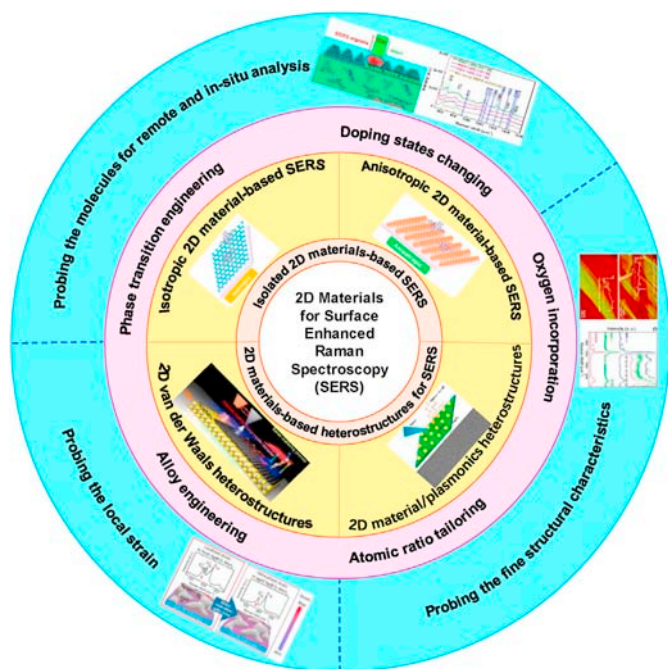 2D Materials
for Surface
Enhanced
Raman
Spectroscopy
(SERS)
Isolated 2D materials-based SERS
2D materials-based heterostructures for SERS
Isotropic 2D material-based SERS
Anisotropic 2D material-based SERS
2D van der Waals heterostructures
2D material/plasmonics heterostructures
Phase transition engineering
Doping states changing
Oxygen incorporation
Atomic ratio tailoring
Alloy engineering
Probing the molecules for remote and in-situ analysis
Probing the fine structural characteristics
Probing the local strain